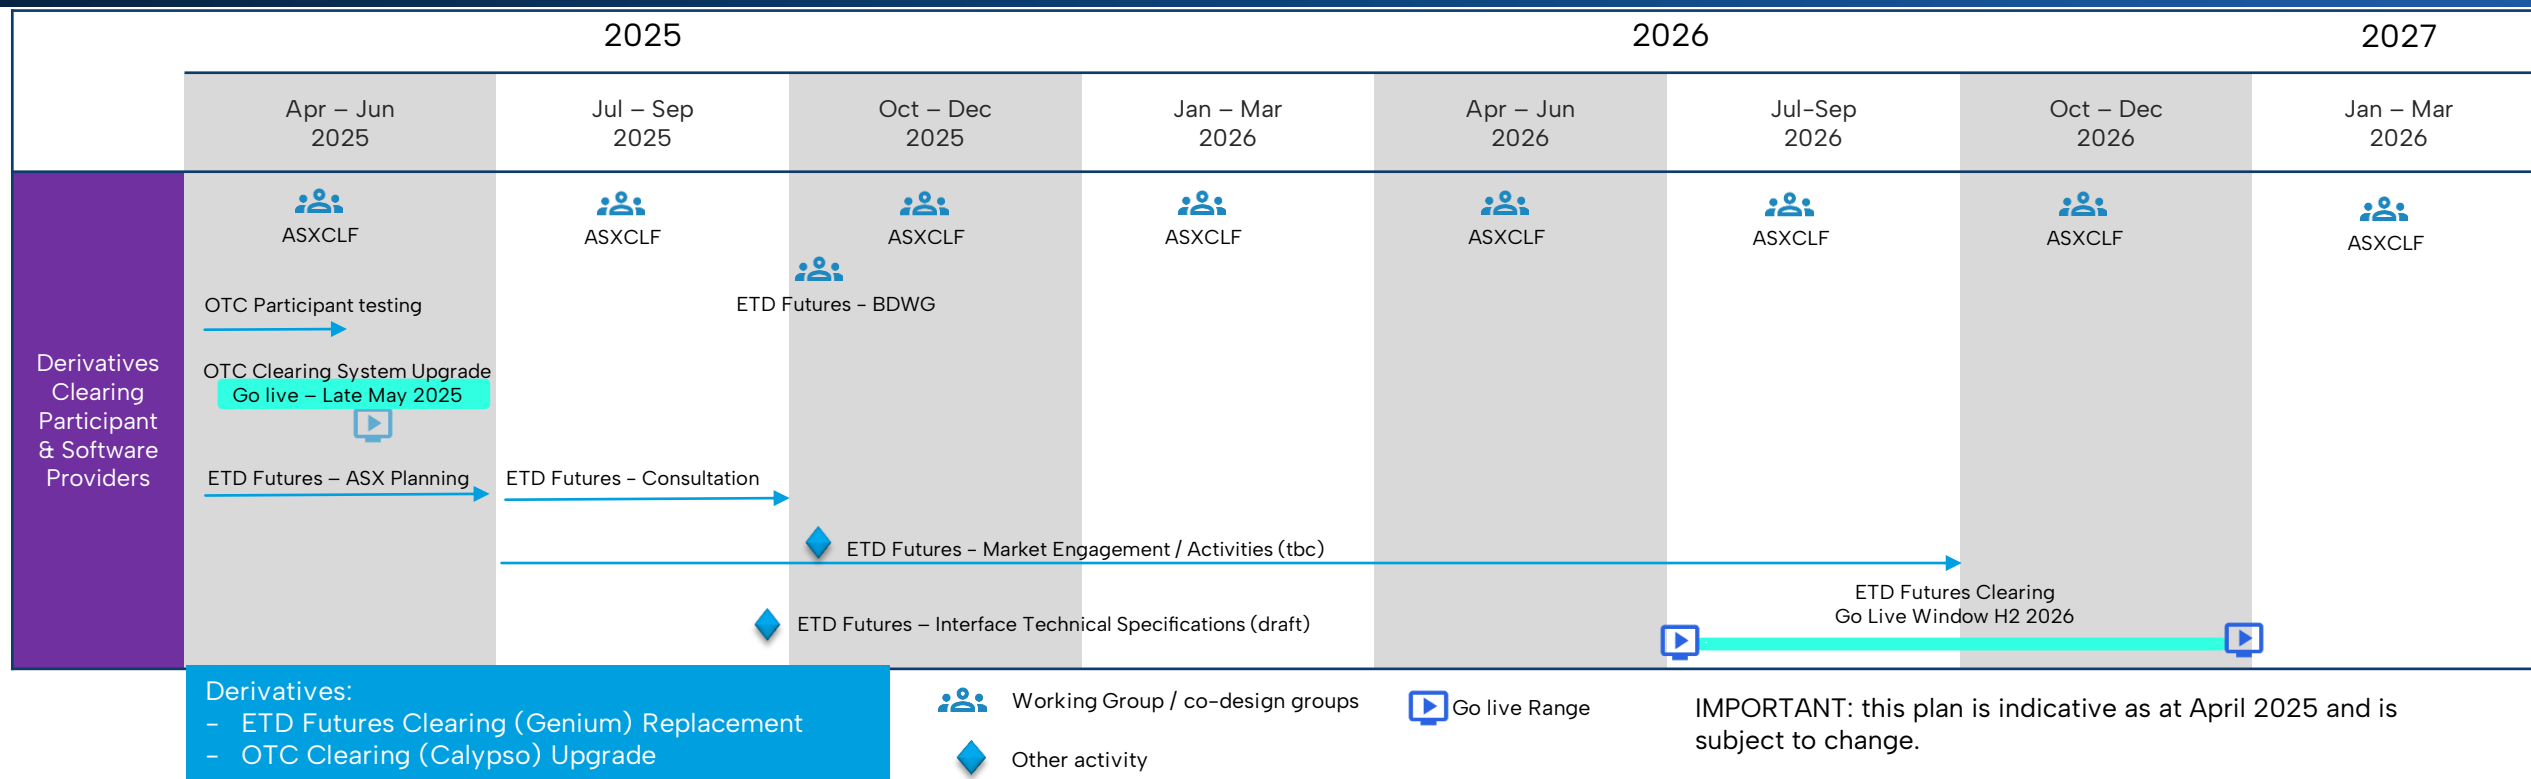 2025
2026
2027
Apr – Jun
2025
Jul – Sep
2025
Oct – Dec
2025
Jan – Mar
2026
Apr – Jun
2026
Jul-Sep
2026
Oct – Dec
2026
Jan – Mar
2026
Derivatives
Clearing
Participant
& Software
Providers
ASXCLF
ASXCLF
ASXCLF
ASXCLF
ASXCLF
ASXCLF
ASXCLF
ASXCLF
ETD Futures - BDWG
OTC Participant testing
OTC Clearing System Upgrade
Go live – Late May 2025
ETD Futures – ASX Planning
ETD Futures - Consultation
ETD Futures - Market Engagement / Activities (tbc)
ETD Futures Clearing
Go Live Window H2 2026
ETD Futures – Interface Technical Specifications (draft)
Derivatives:
- ETD Futures Clearing (Genium) Replacement
- OTC Clearing (Calypso) Upgrade
Working Group / co-design groups
Other activity
Go live Range
IMPORTANT: this plan is indicative as at April 2025 and is
subject to change.